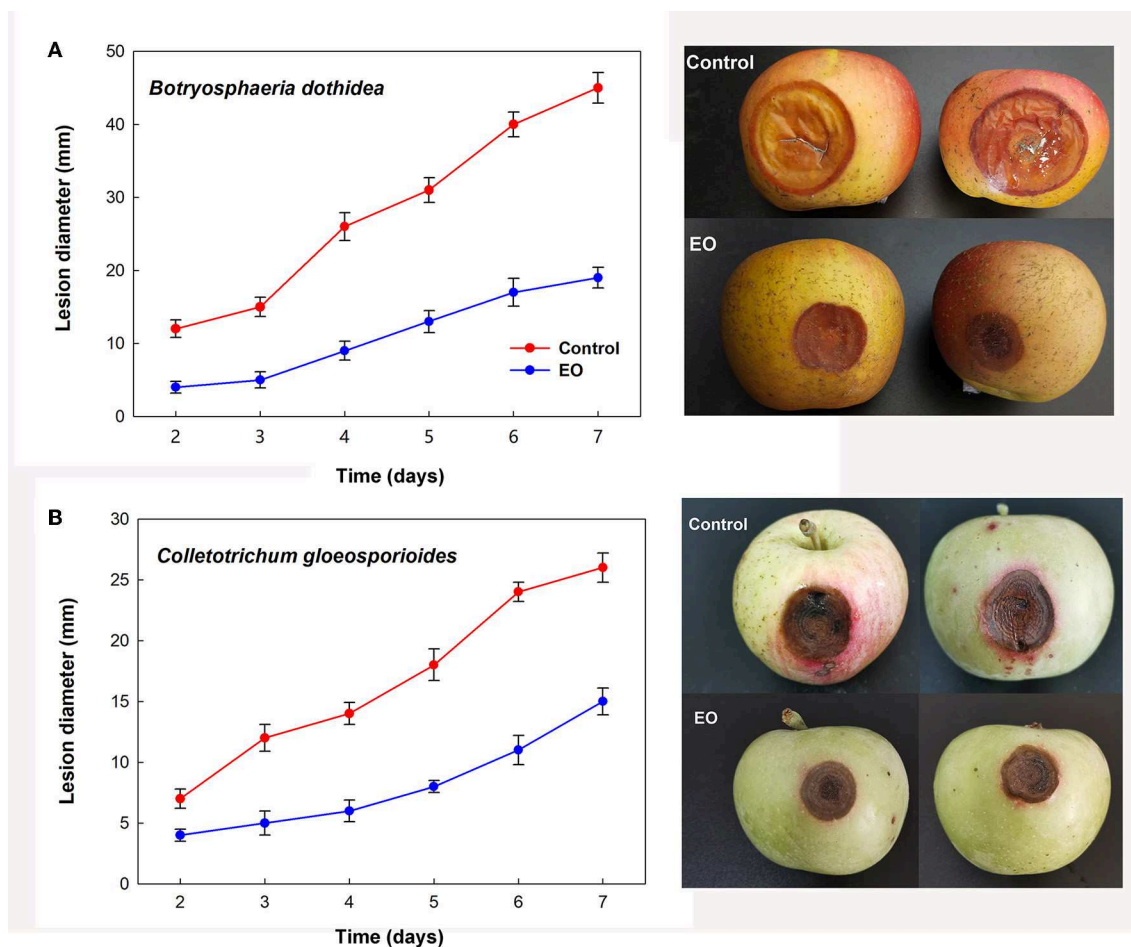 A
Botryosphaeria dothidea
Lesion diameter (mm)
50
40
30
20
10
0
Control
EO
2 3 4 5 6 7
Time (days)
Control
EO
B
Colletotrichum gloeosporioides
Lesion diameter (mm)
30
25
20
15
10
5
0
2 3 4 5 6 7
Time (days)
Control
EO